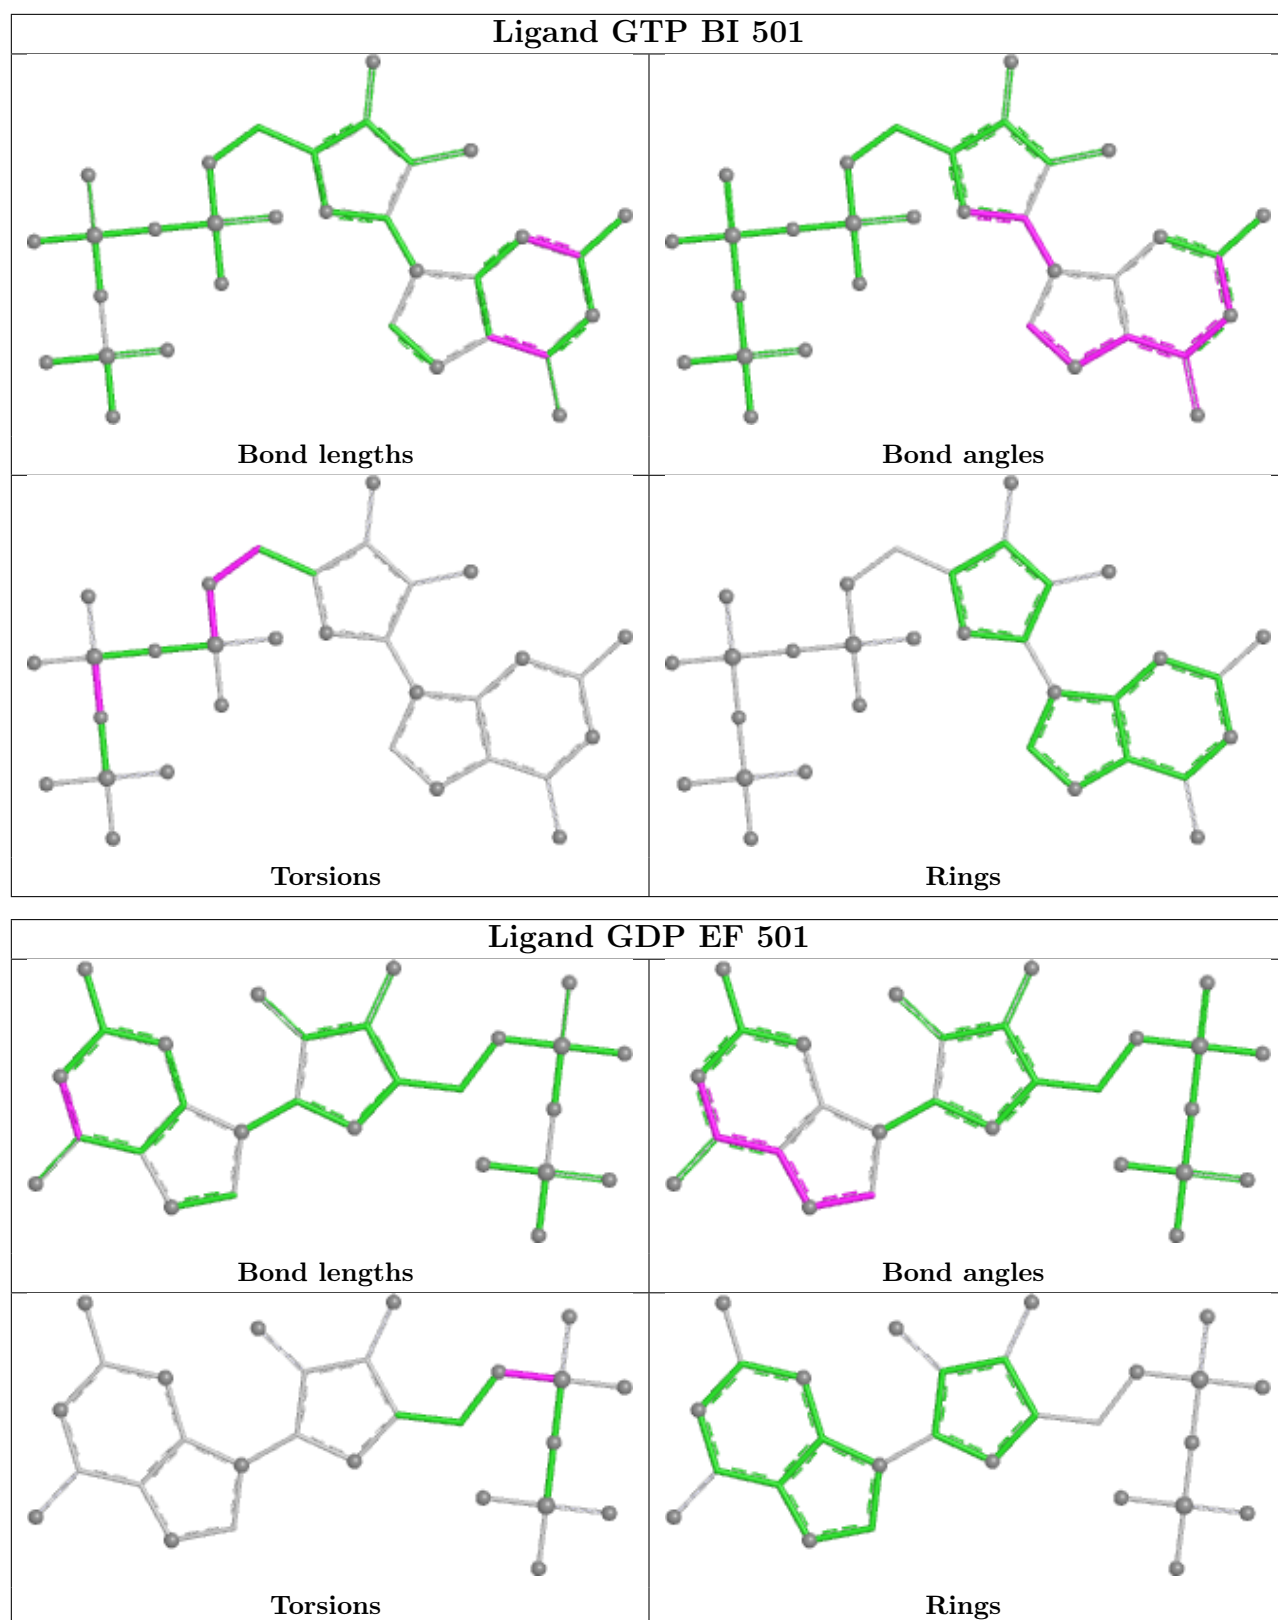 Ligand GTP BI 501
Bond lengths
Bond angles
Torsions
Rings
Ligand GDP EF 501
Bond lengths
Bond angles
Torsions
Rings